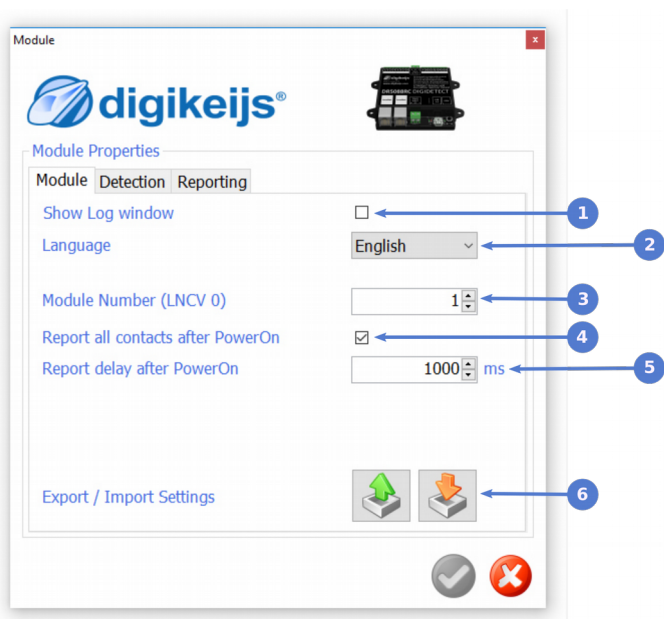 Module
x
digikeijs®
digikeijs
DR5088RC DIGIDETECT
Module Properties
Module Detection Reporting
Show Log window
1
Language English
2
Module Number (LNCV 0) 1
3
Report all contacts after PowerOn
4
Report delay after PowerOn 1000 ms
5
Export / Import Settings
6